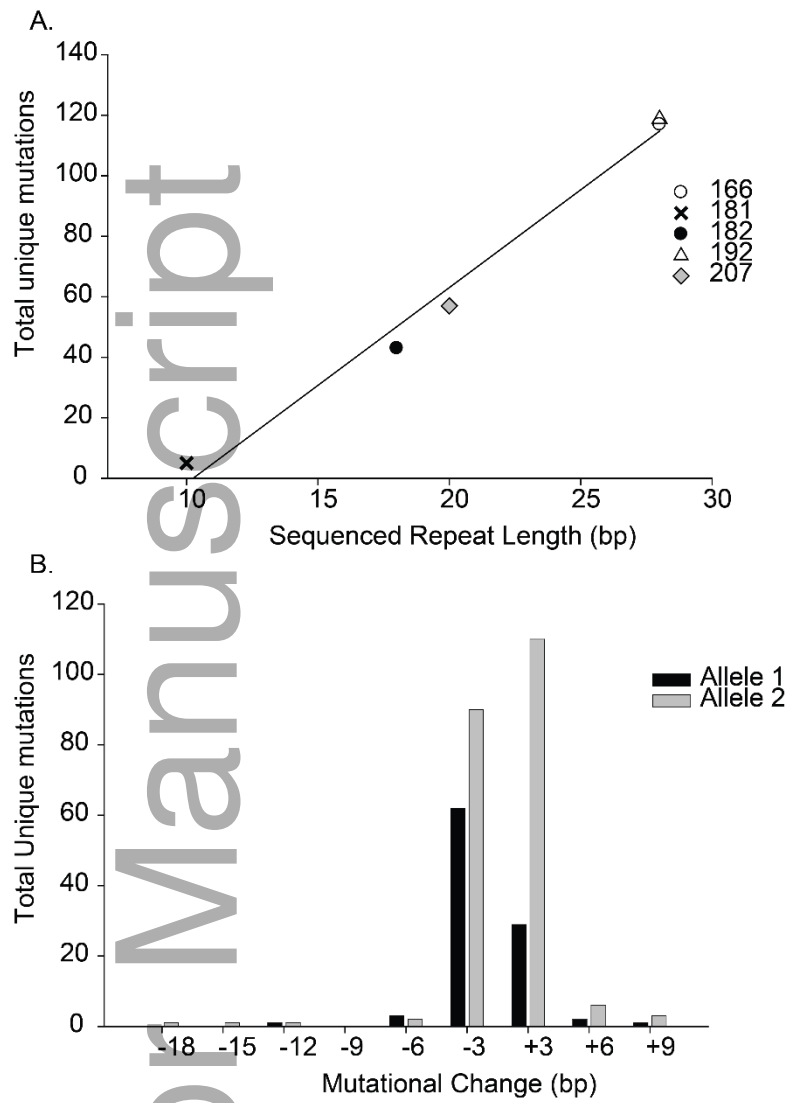 A.
Total unique mutations
140
120
100
80
60
40
20
0
10 15 20 25 30
Sequenced Repeat Length (bp)
166
181
182
192
207
B.
Total Unique mutations
120
100
80
60
40
20
0
-18 -15 -12 -9 -6 -3 +3 +6 +9
Mutational Change (bp)
Allele 1
Allele 2
or Manuscript